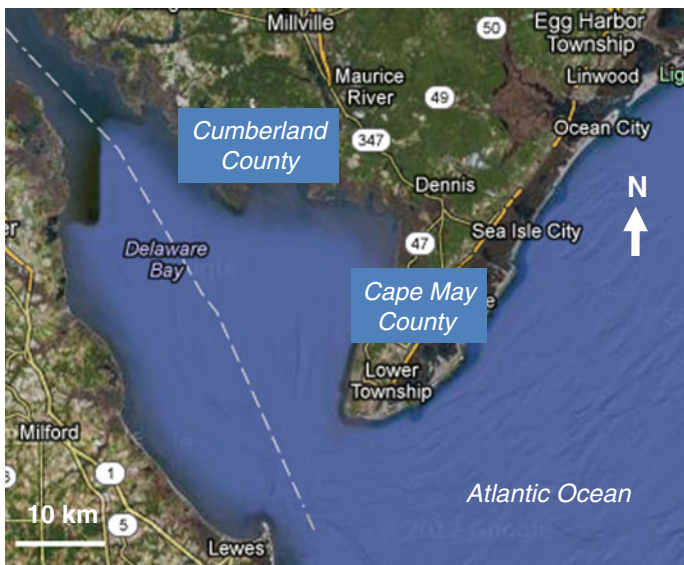 Millville
50
Egg Harbor
Township
Linwood
Maurice
River
49
Cumberland
County
347
Ocean City
Dennis
N
Sea Isle City
47
Delaware
Bay
Cape May
County
Lower
Township
Milford
1
Atlantic Ocean
10 km
5
Lewes